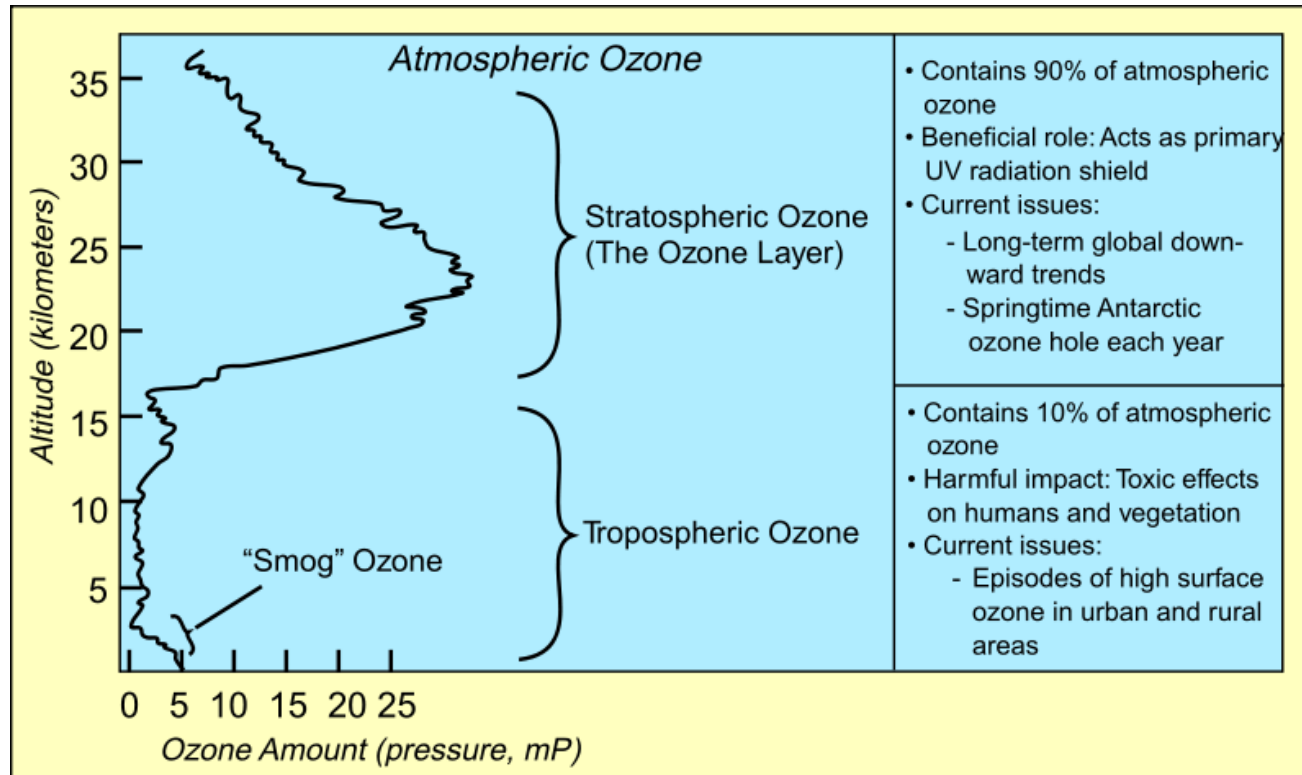 Atmospheric Ozone
Altitude (kilometers)
35
30
25
20
15
10
5
Stratospheric Ozone
(The Ozone Layer)
Tropospheric Ozone
“Smog” Ozone
0 5 10 15 20 25
Ozone Amount (pressure, mP)
• Contains 90% of atmospheric
ozone
• Beneficial role: Acts as primary
UV radiation shield
• Current issues:
- Long-term global down-
ward trends
- Springtime Antarctic
ozone hole each year
• Contains 10% of atmospheric
ozone
• Harmful impact: Toxic effects
on humans and vegetation
• Current issues:
- Episodes of high surface
ozone in urban and rural
areas